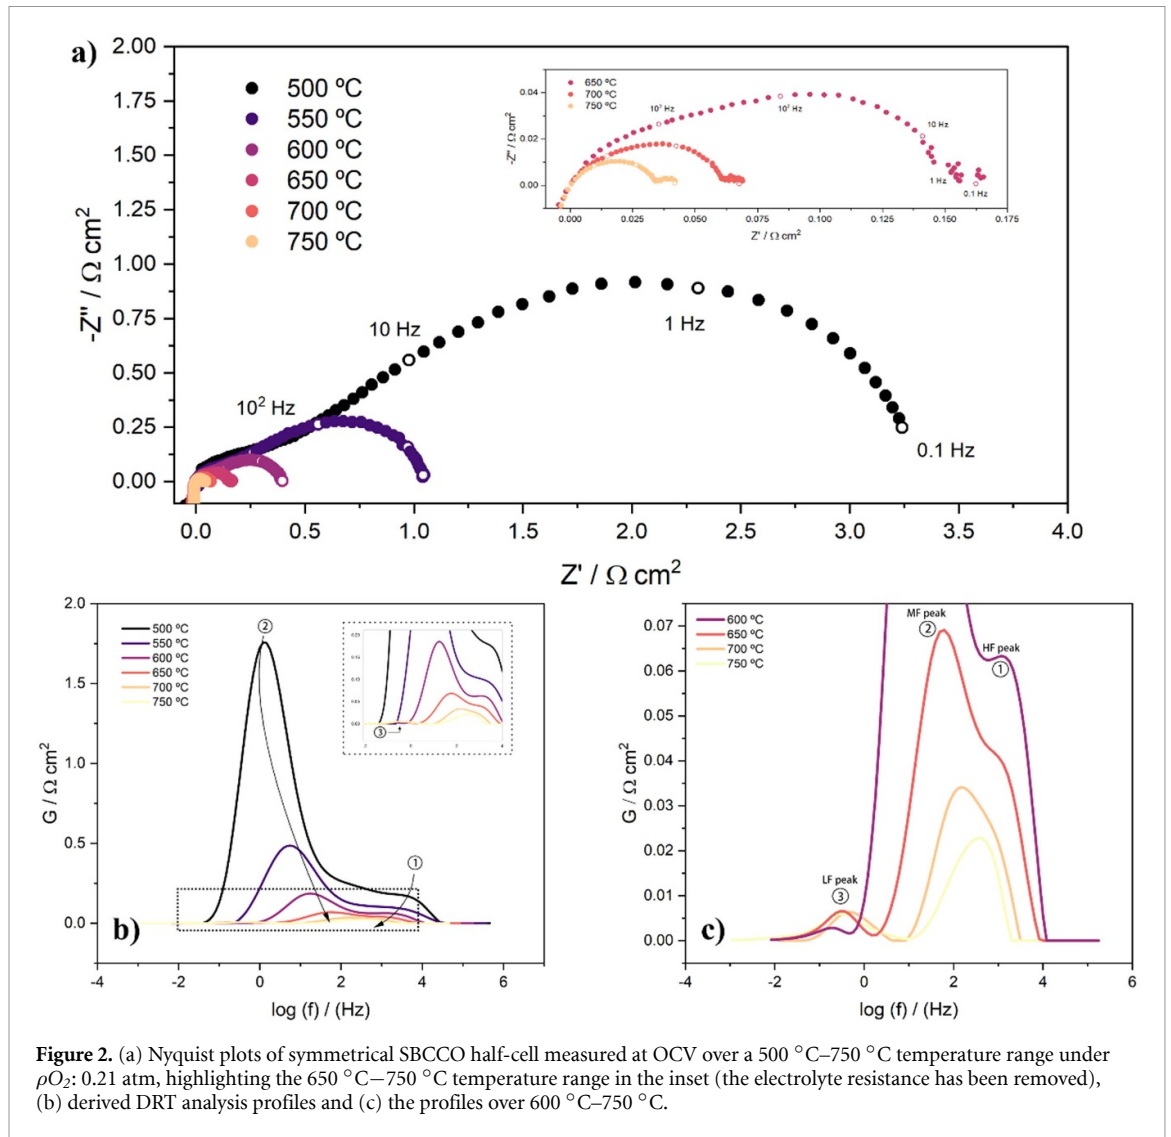 a)
2.00
1.75
1.50
1.25
1.00
0.75
0.50
0.25
0.00
-Z" / Ω cm²
500 ºC
550 ºC
600 ºC
650 ºC
700 ºC
750 ºC
10² Hz
10 Hz
1 Hz
0.1 Hz
0.0 0.5 1.0 1.5 2.0 2.5 3.0 3.5 4.0
Z' / Ω cm²
650 ºC
700 ºC
750 ºC
0.04
0.02
0.00
-Z" / Ω cm²
10² Hz
10 Hz
1 Hz
0.1 Hz
0.000 0.025 0.050 0.075 0.100 0.125 0.150 0.175
Z' / Ω cm²
2.0
1.5
1.0
0.5
0.0
G / Ω cm²
500 ºC
550 ºC
600 ºC
650 ºC
700 ºC
750 ºC
②
①
③
b)
-4 -2 0 2 4 6
log (f) / (Hz)
0.07
0.06
0.05
0.04
0.03
0.02
0.01
0.00
G / Ω cm²
600 ºC
650 ºC
700 ºC
750 ºC
MF peak
②
HF peak
①
LF peak
③
c)
-4 -2 0 2 4 6
log (f) / (Hz)
Figure 2. (a) Nyquist plots of symmetrical SBCCO half-cell measured at OCV over a 500 °C–750 °C temperature range under
ρO₂: 0.21 atm, highlighting the 650 °C−750 °C temperature range in the inset (the electrolyte resistance has been removed),
(b) derived DRT analysis profiles and (c) the profiles over 600 °C–750 °C.